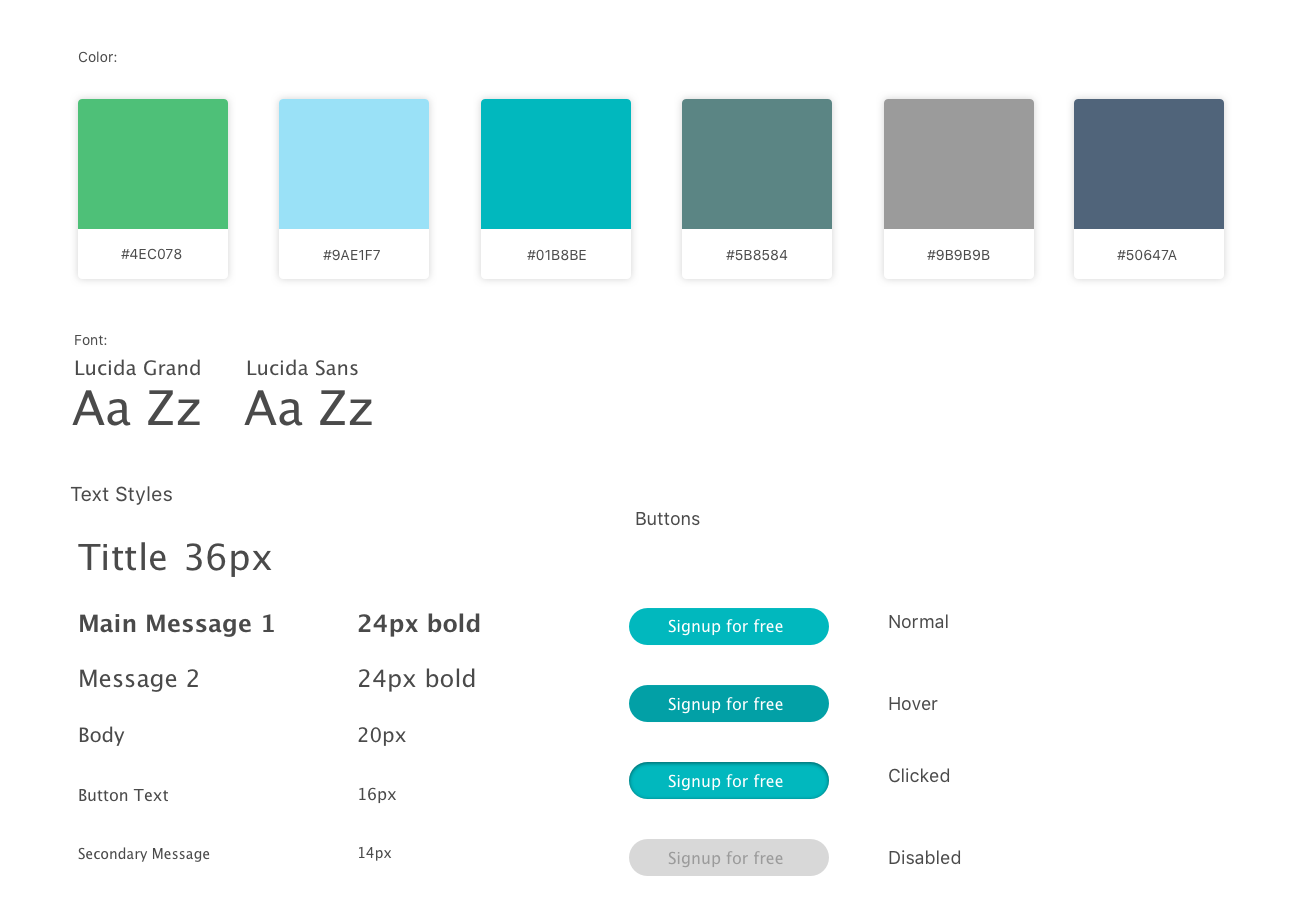 Color:
#4EC078 #9AE1F7 #01B8BE #5B8584 #9B9B9B #50647A
Font:
Lucida Grand Lucida Sans
Aa Zz Aa Zz
Text Styles
Tittle 36px
Main Message 1 24px bold
Message 2 24px bold
Body 20px
Button Text 16px
Secondary Message 14px
Buttons
Signup for free Normal
Signup for free Hover
Signup for free Clicked
Signup for free Disabled